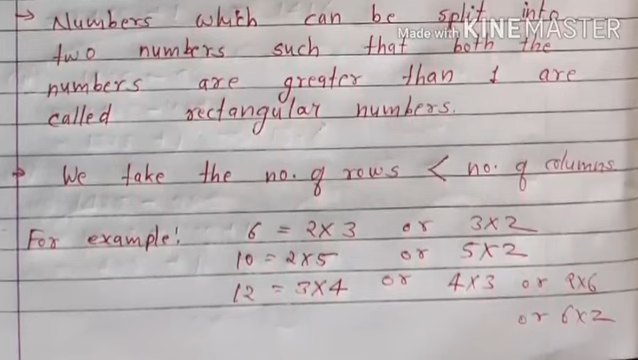 → Numbers which can be split into
Made with KINEMASTER
two numbers such that both the
numbers are greater than 1 are
called rectangular numbers.
→ We take the no. of rows < no. of columns
For example: 6 = 2×3 or 3×2
10 = 2×5 or 5×2
12 = 3×4 or 4×3 or 2×6
or 6×2